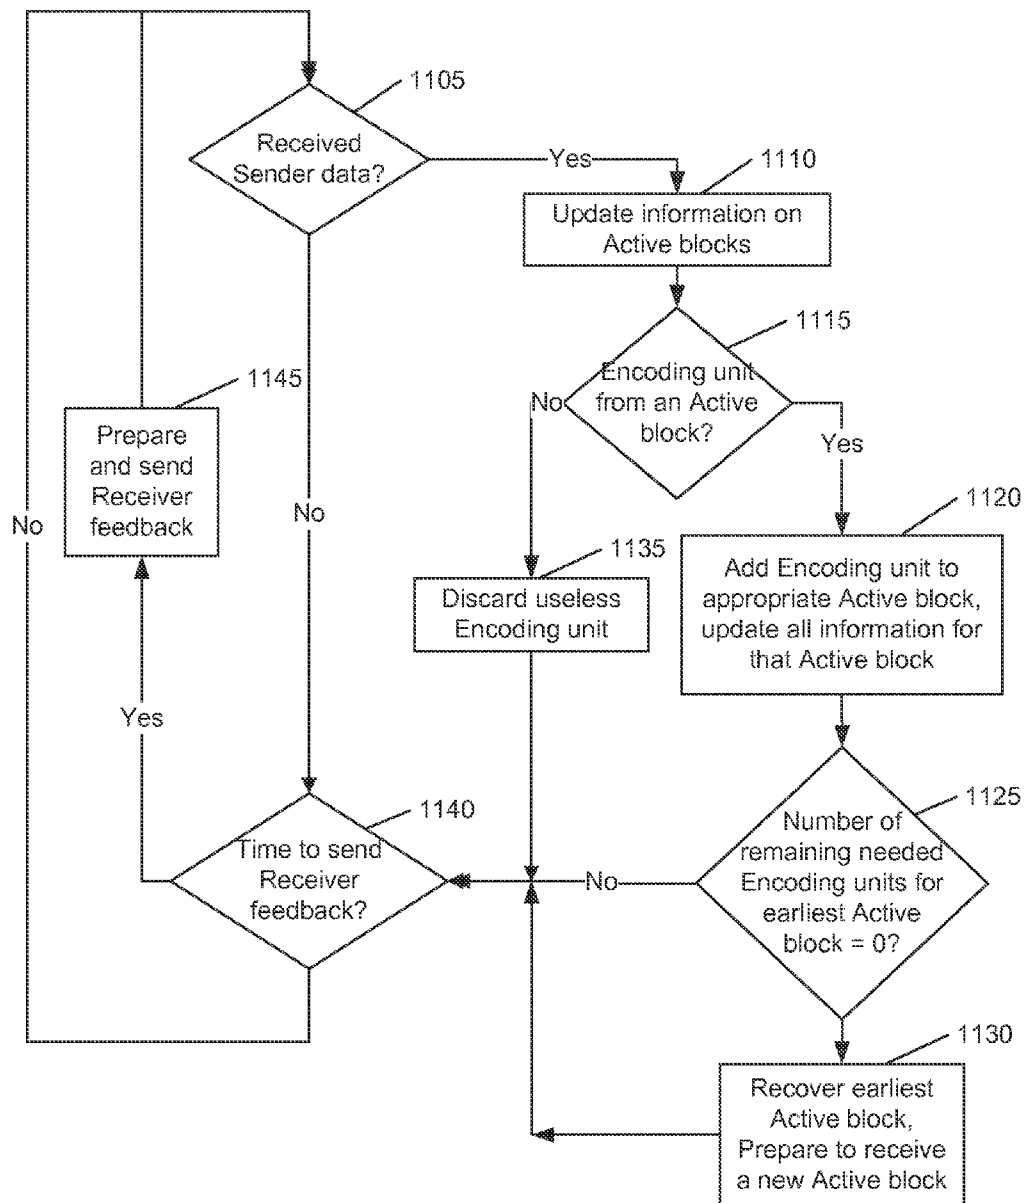 1105
Received
Sender data?
Yes
1110
Update information on
Active blocks
1115
Encoding unit
from an Active
block?
No
Yes
1145
Prepare
and send
Receiver
feedback
No
No
1120
Add Encoding unit to
appropriate Active block,
update all information for
that Active block
1135
Discard useless
Encoding unit
Yes
1140
Time to send
Receiver
feedback?
No
1125
Number of
remaining needed
Encoding units for
earliest Active
block = 0?
1130
Recover earliest
Active block,
Prepare to receive
a new Active block